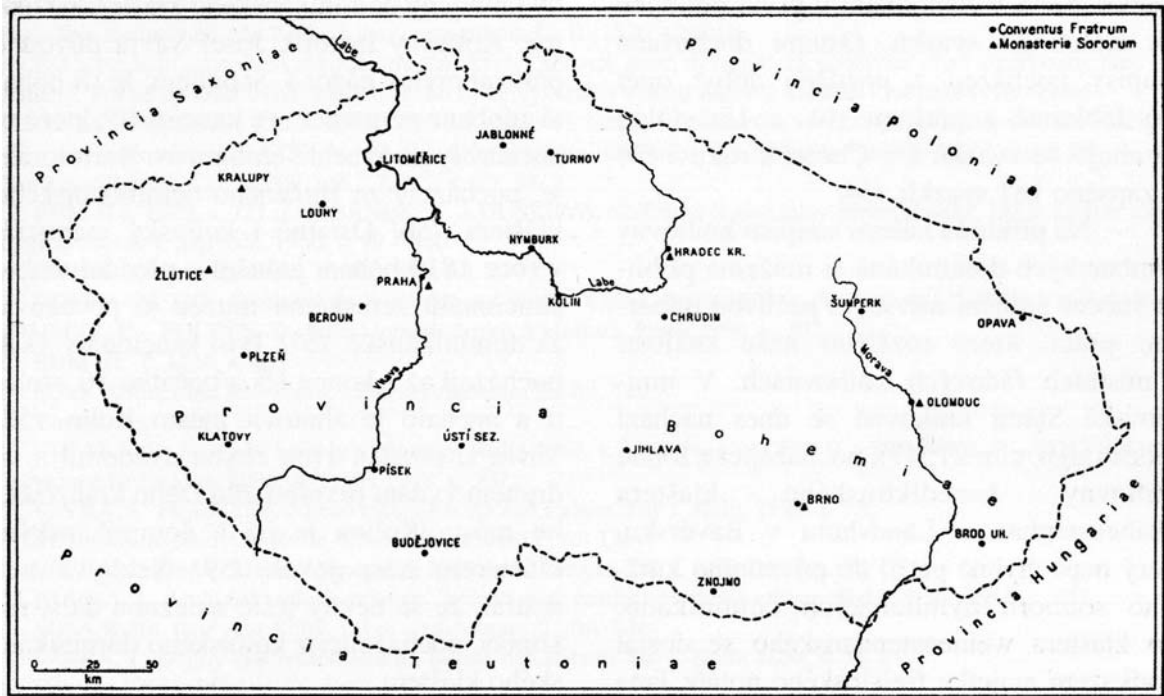 ● Conventus Fratrum
▲ Monasteria Sororum
Provincia Saxonia
Provincia Poloniae
Labe
JABLONNÉ
TURNOV
LITOMĚŘICE
KRALUPY
LOUNY
NYMBURK
HRADEC KR.
ŽLUTICE
PRAHA
Labe
KOLÍN
BEROUN
CHRUDIM
ŠUMPERK
OPAVA
PLZEŇ
Vltava
Morava
Provincia Bohemiae
OLOMOUC
KLATOVY
ÚSTÍ SEZ.
JIHLAVA
PÍSEK
BRNO
BUDĚJOVICE
BROD UH.
ZNOJMO
Provincia Teutoniae
Provincia Hungariae
0 25 50
km